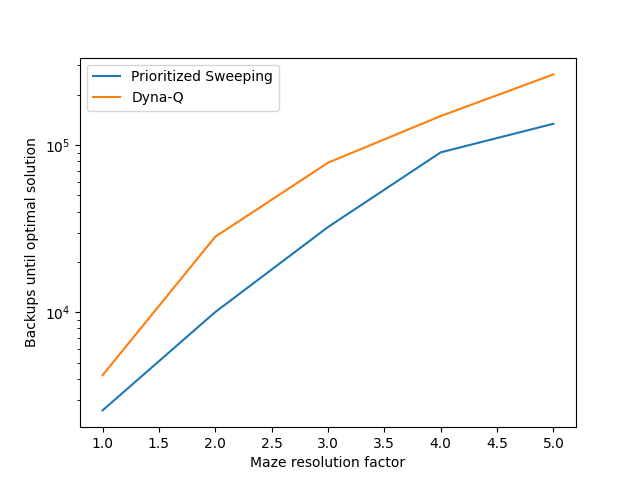 Prioritized Sweeping
Dyna-Q
Backups until optimal solution
10^5
10^4
1.0 1.5 2.0 2.5 3.0 3.5 4.0 4.5 5.0
Maze resolution factor